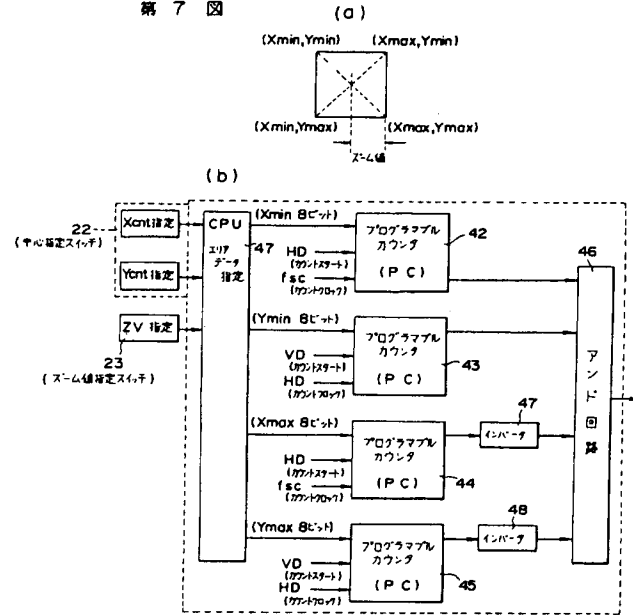 第 7 図
(a)
(Xmin,Ymin)
(Xmax,Ymin)
(Xmin,Ymax)
(Xmax,Ymax)
ズーム値
(b)
22
(中心指定スイッチ)
Xcnt指定
Ycnt指定
ZV 指定
23
(ズーム値指定スイッチ)
CPU
47
エリア
データ
指定
(Xmin 8ビット)
HD
(カウントスタート)
fsc
(カウントクロック)
プログラマブル
カウンタ
(PC)
42
(Ymin 8ビット)
VD
(カウントスタート)
HD
(カウントクロック)
プログラマブル
カウンタ
(PC)
43
(Xmax 8ビット)
HD
(カウントスタート)
fsc
(カウントクロック)
プログラマブル
カウンタ
(PC)
44
47
インバータ
(Ymax 8ビット)
VD
(カウントスタート)
HD
(カウントクロック)
プログラマブル
カウンタ
(PC)
45
48
インバータ
46
アンド回路